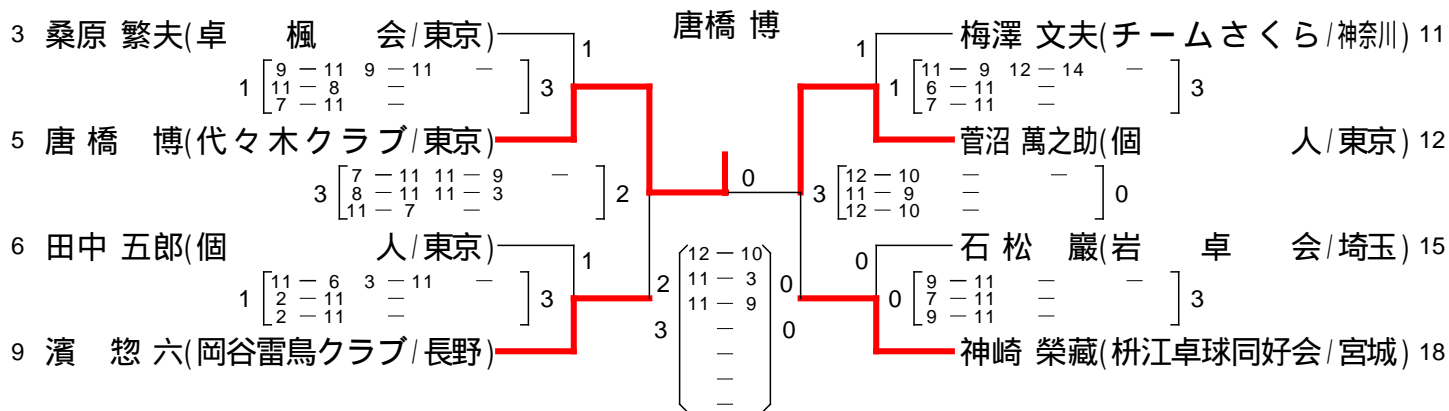 唐橋 博
3 桑原 繁夫(卓 楓 会/東京)
1
1 [9 － 11 9 － 11 － ] 3
11 － 8 －
7 － 11 －
5 唐橋 博(代々木クラブ/東京)
3 [7 － 11 11 － 9 － ] 2
8 － 11 11 － 3
11 － 7 －
6 田中 五郎(個 人/東京)
1
1 [11 － 6 3 － 11 － ] 3
2 － 11 －
2 － 11 －
9 濱 惣六(岡谷雷鳥クラブ/長野)
2
3
0
12 － 10
11 － 3
11 － 9
－
－
－
－
0
0
梅澤 文夫(チームさくら/神奈川) 11
1
1 [11 － 9 12 － 14 － ] 3
6 － 11 －
7 － 11 －
菅沼 萬之助(個 人/東京) 12
3 [12 － 10 － － ] 0
11 － 9 －
12 － 10 －
石松 巖(岩 卓 会/埼玉) 15
0
0 [9 － 11 － － ] 3
7 － 11 －
9 － 11 －
神崎 榮藏(枡江卓球同好会/宮城) 18